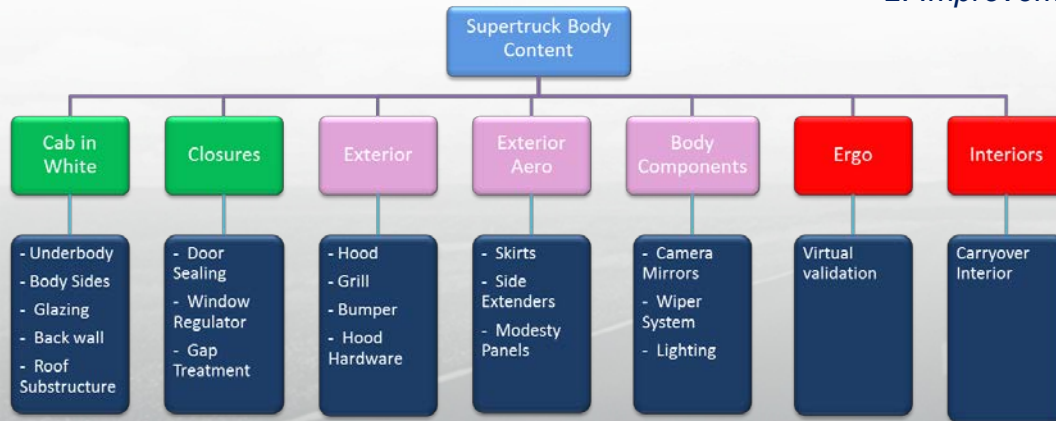 Supertruck Body
Content
Cab in
White
Closures
Exterior
Exterior
Aero
Body
Components
Ergo
Interiors
- Underbody
- Body Sides
- Glazing
- Back wall
- Roof
Substructure
- Door
Sealing
- Window
Regulator
- Gap
Treatment
- Hood
- Grill
- Bumper
- Hood
Hardware
- Skirts
- Side
Extenders
- Modesty
Panels
- Camera
Mirrors
- Wiper
System
- Lighting
Virtual
validation
Carryover
Interior